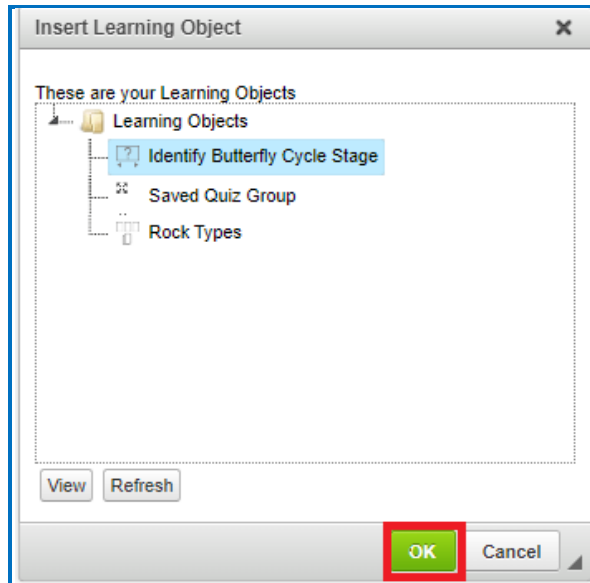 Insert Learning Object
These are your Learning Objects
Learning Objects
Identify Butterfly Cycle Stage
Saved Quiz Group
Rock Types
View Refresh
OK Cancel